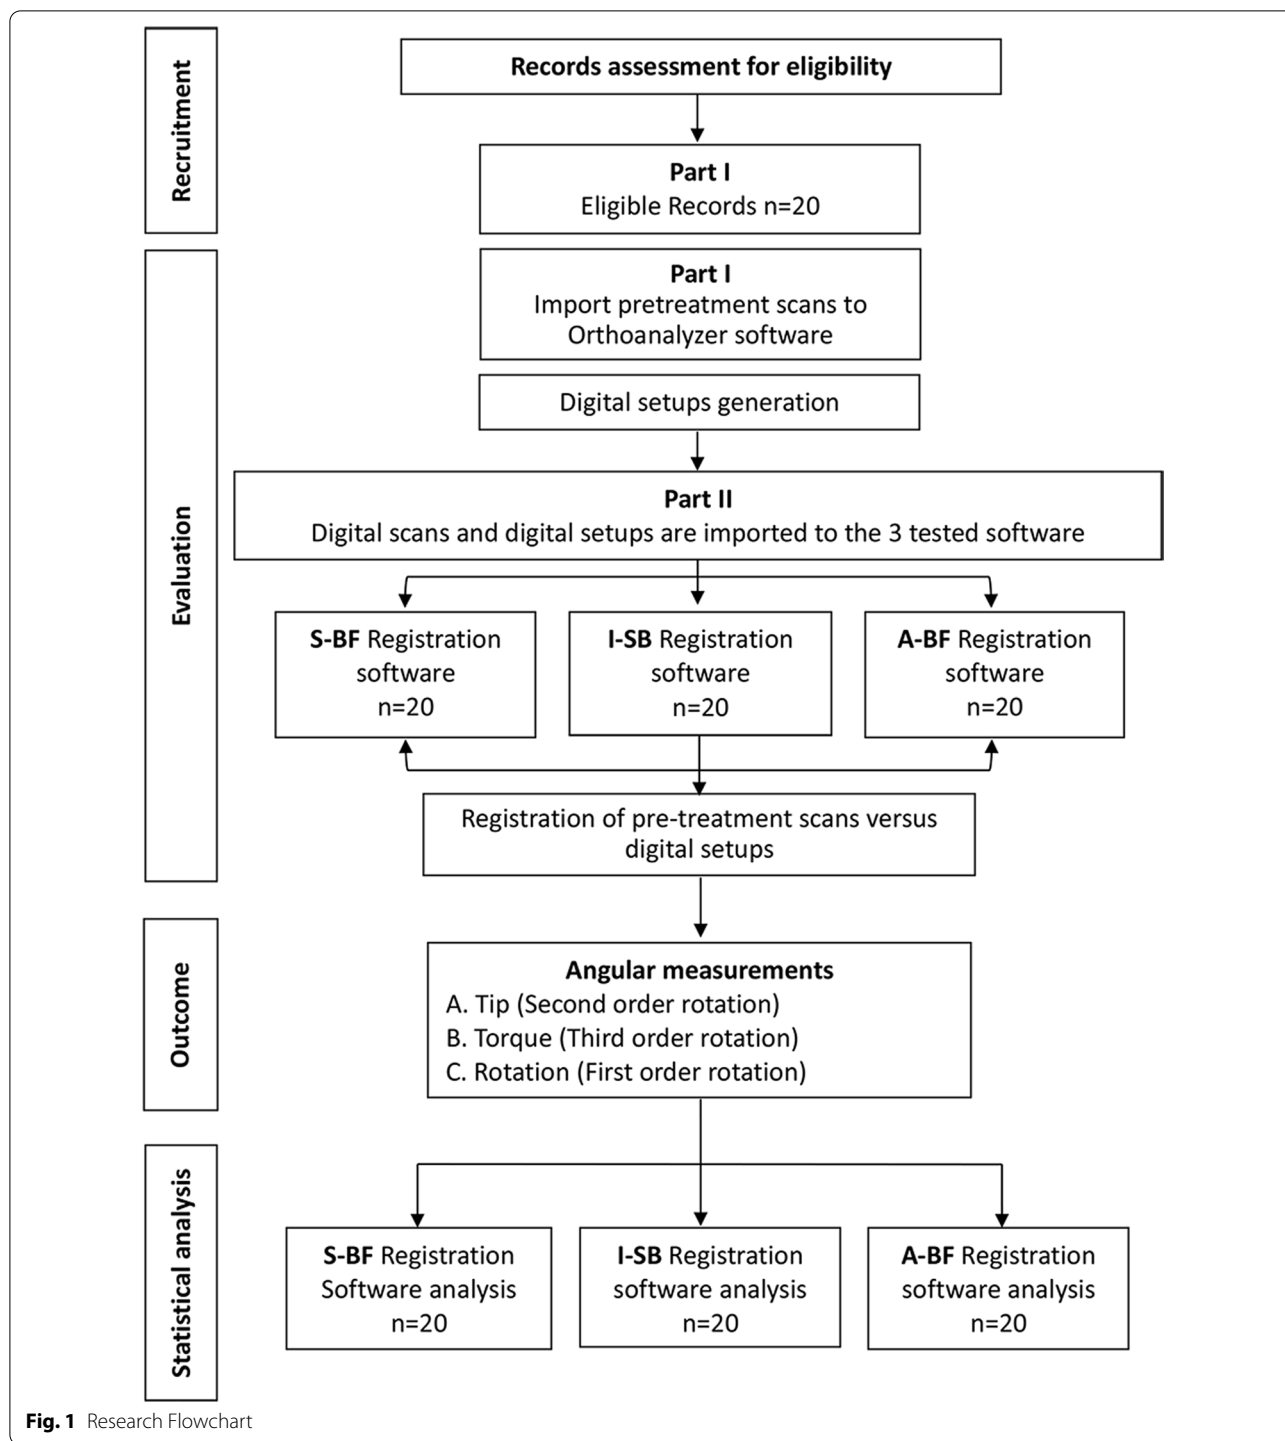 Recruitment
Records assessment for eligibility
Part I
Eligible Records n=20
Evaluation
Part I
Import pretreatment scans to
Orthoanalyzer software
Digital setups generation
Part II
Digital scans and digital setups are imported to the 3 tested software
S-BF Registration
software
n=20
I-SB Registration
software
n=20
A-BF Registration
software
n=20
Registration of pre-treatment scans versus
digital setups
Outcome
Angular measurements
A. Tip (Second order rotation)
B. Torque (Third order rotation)
C. Rotation (First order rotation)
Statistical analysis
S-BF Registration
Software analysis
n=20
I-SB Registration
software analysis
n=20
A-BF Registration
software analysis
n=20
Fig. 1 Research Flowchart